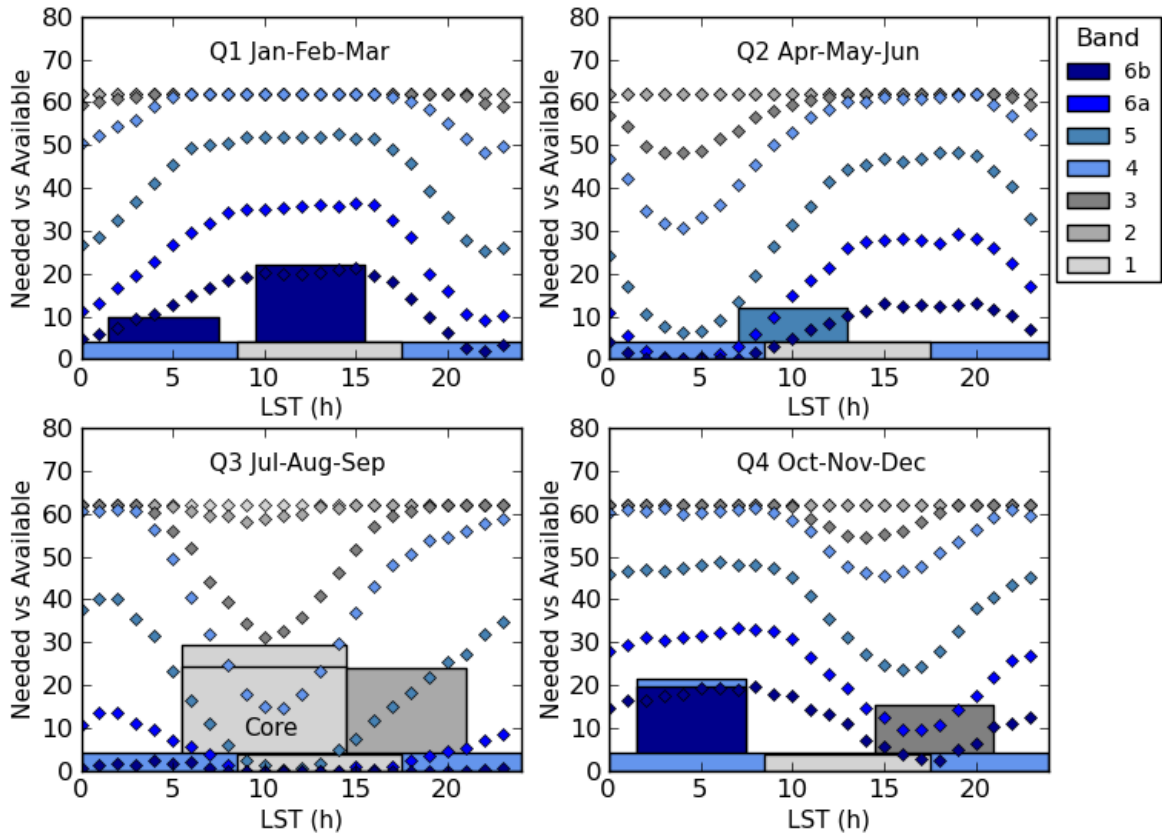 Q1 Jan-Feb-Mar
Needed vs Available
80
70
60
50
40
30
20
10
0
0 5 10 15 20
LST (h)
Q2 Apr-May-Jun
Needed vs Available
80
70
60
50
40
30
20
10
0
0 5 10 15 20
LST (h)
Band
6b
6a
5
4
3
2
1
Q3 Jul-Aug-Sep
Needed vs Available
80
70
60
50
40
30
20
10
0
Core
0 5 10 15 20
LST (h)
Q4 Oct-Nov-Dec
Needed vs Available
80
70
60
50
40
30
20
10
0
0 5 10 15 20
LST (h)